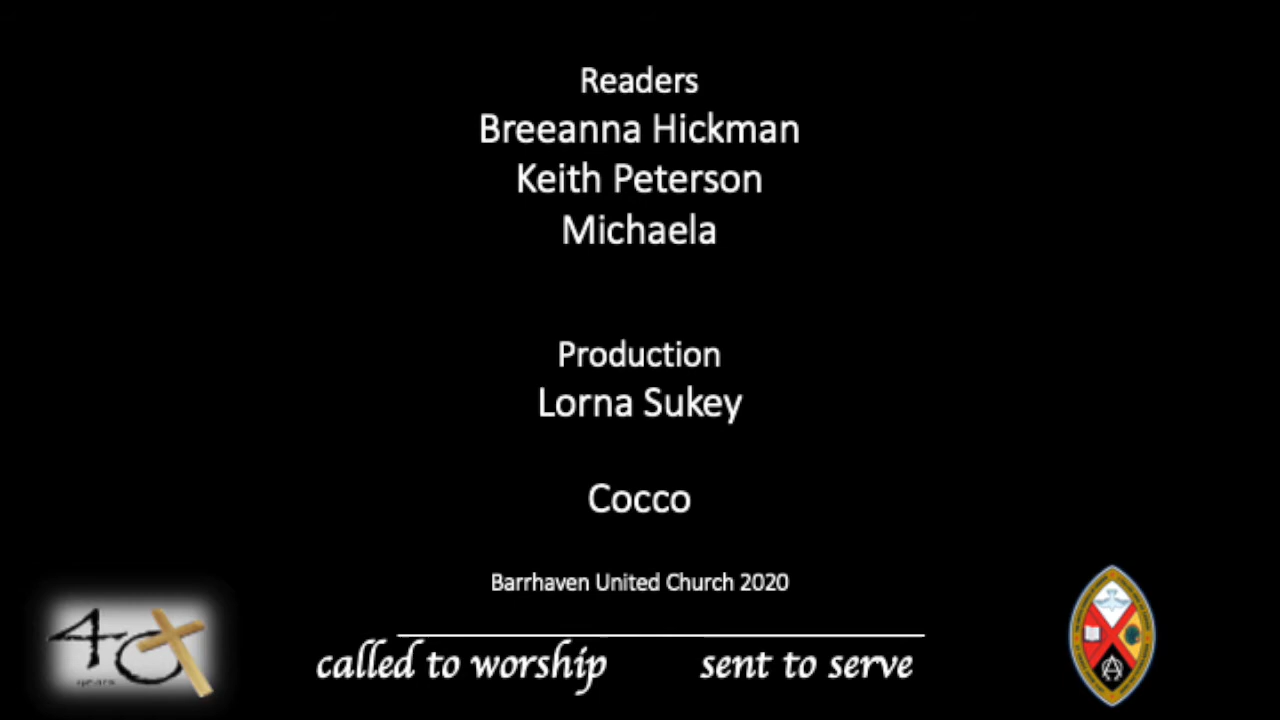 Readers
Breeanna Hickman
Keith Peterson
Michaela
Production
Lorna Sukey
Cocco
Barrhaven United Church 2020
40
years
called to worship sent to serve